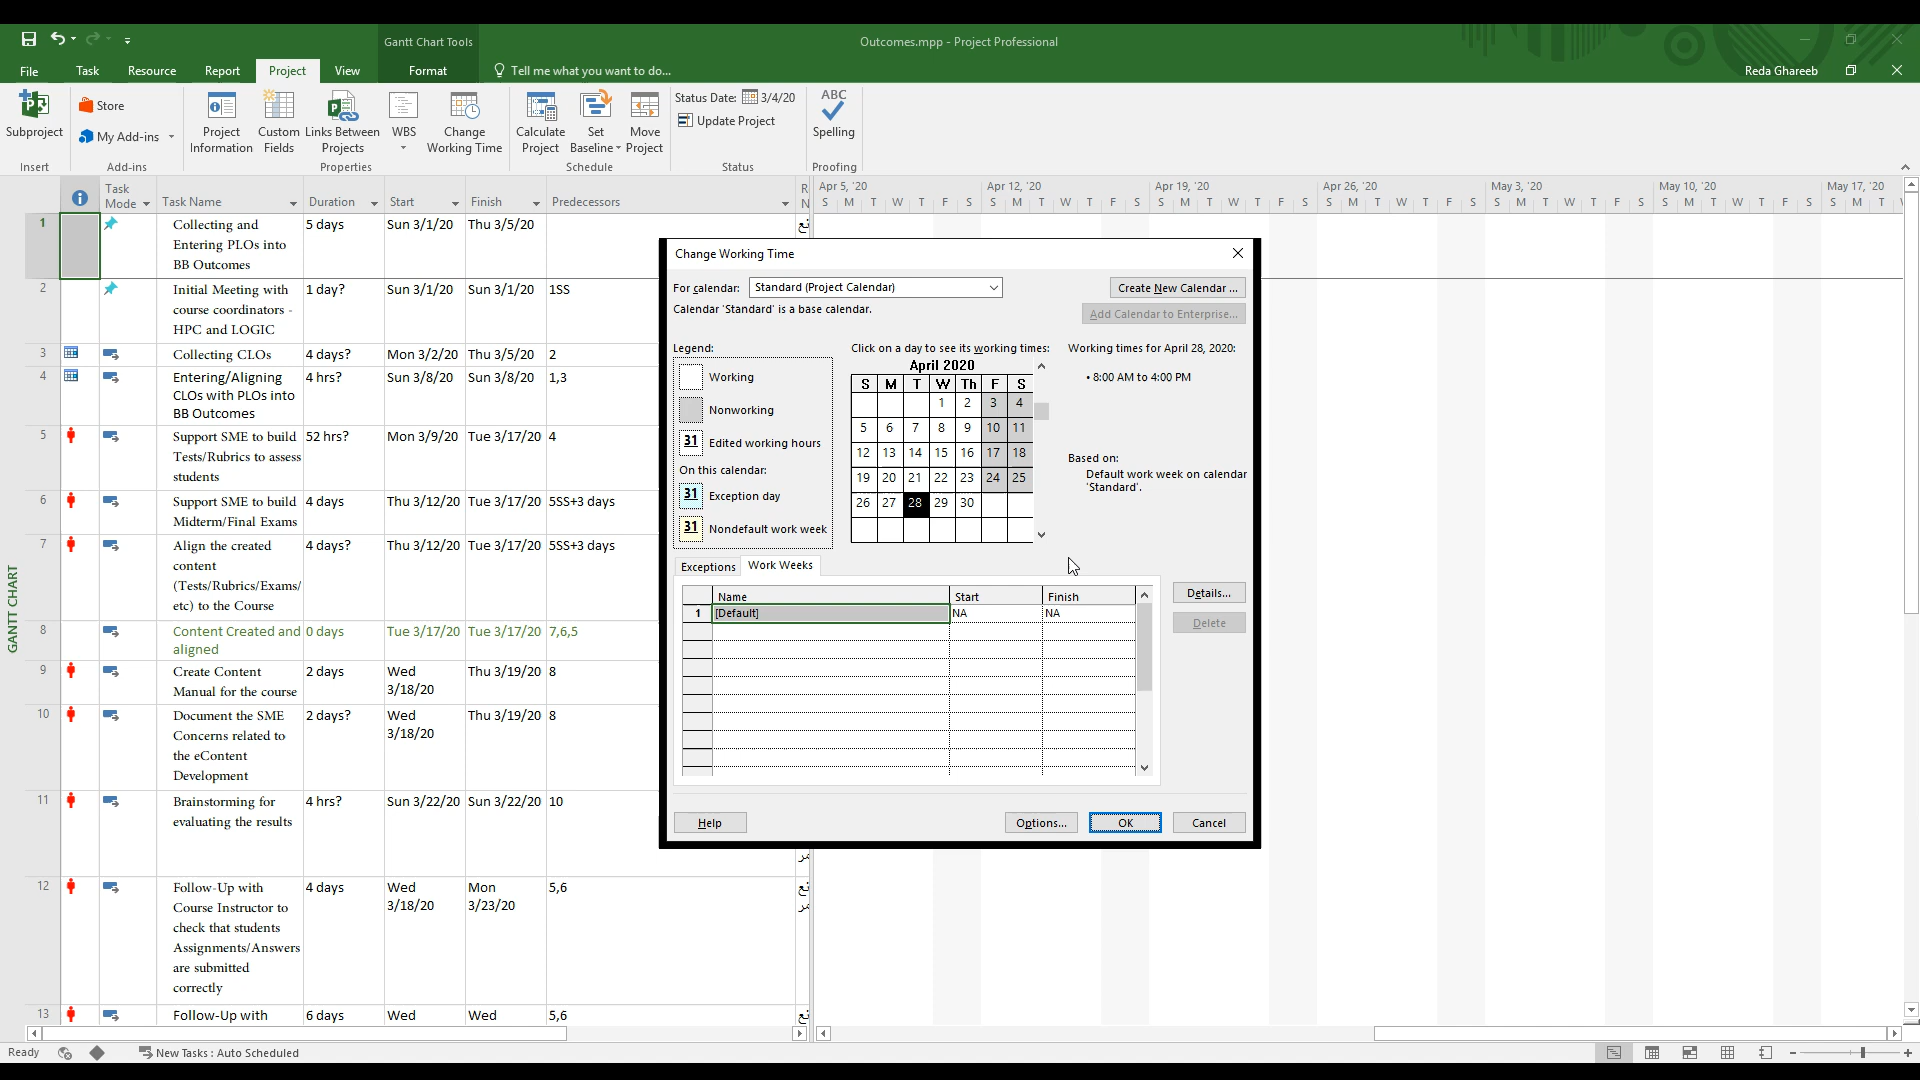 Gantt Chart Tools
Outcomes.mpp - Project Professional
File Task Resource Report Project View Format Tell me what you want to do...
Reda Ghareeb
Subproject
Store
My Add-ins
Project Information
Custom Fields
Links Between Projects
WBS
Change Working Time
Calculate Project
Set Baseline
Move Project
Status Date: 3/4/20
Update Project
ABC
Spelling
Insert Add-ins Properties Schedule Status Proofing
Task Mode Task Name Duration Start Finish Predecessors
Apr 5, '20 Apr 12, '20 Apr 19, '20 Apr 26, '20 May 3, '20 May 10, '20 May 17, '20
S M T W T F S S M T W T F S S M T W T F S S M T W T F S S M T W T F S S M T W T F S S M T W
1 Collecting and Entering PLOs into BB Outcomes 5 days Sun 3/1/20 Thu 3/5/20
2 Initial Meeting with course coordinators - HPC and LOGIC 1 day? Sun 3/1/20 Sun 3/1/20 1SS
3 Collecting CLOs 4 days? Mon 3/2/20 Thu 3/5/20 2
4 Entering/Aligning CLOs with PLOs into BB Outcomes 4 hrs? Sun 3/8/20 Sun 3/8/20 1,3
5 Support SME to build Tests/Rubrics to assess students 52 hrs? Mon 3/9/20 Tue 3/17/20 4
6 Support SME to build Midterm/Final Exams 4 days Thu 3/12/20 Tue 3/17/20 5SS+3 days
7 Align the created content (Tests/Rubrics/Exams/ etc) to the Course 4 days? Thu 3/12/20 Tue 3/17/20 5SS+3 days
8 Content Created and aligned 0 days Tue 3/17/20 Tue 3/17/20 7,6,5
9 Create Content Manual for the course 2 days Wed 3/18/20 Thu 3/19/20 8
10 Document the SME Concerns related to the eContent Development 2 days? Wed 3/18/20 Thu 3/19/20 8
11 Brainstorming for evaluating the results 4 hrs? Sun 3/22/20 Sun 3/22/20 10
12 Follow-Up with Course Instructor to check that students Assignments/Answers are submitted correctly 4 days Wed 3/18/20 Mon 3/23/20 5,6
13 Follow-Up with 6 days Wed Wed 5,6
GANTT CHART
Change Working Time
For calendar: Standard (Project Calendar)
Create New Calendar ...
Calendar 'Standard' is a base calendar.
Add Calendar to Enterprise...
Legend:
Working
Nonworking
31 Edited working hours
On this calendar:
31 Exception day
31 Nondefault work week
Click on a day to see its working times:
April 2020
S M T W Th F S
1 2 3 4
5 6 7 8 9 10 11
12 13 14 15 16 17 18
19 20 21 22 23 24 25
26 27 28 29 30
Working times for April 28, 2020:
• 8:00 AM to 4:00 PM
Based on:
Default work week on calendar
'Standard'.
Exceptions Work Weeks
Name Start Finish
1 [Default] NA NA
Details...
Delete
Help Options... OK Cancel
Ready New Tasks : Auto Scheduled